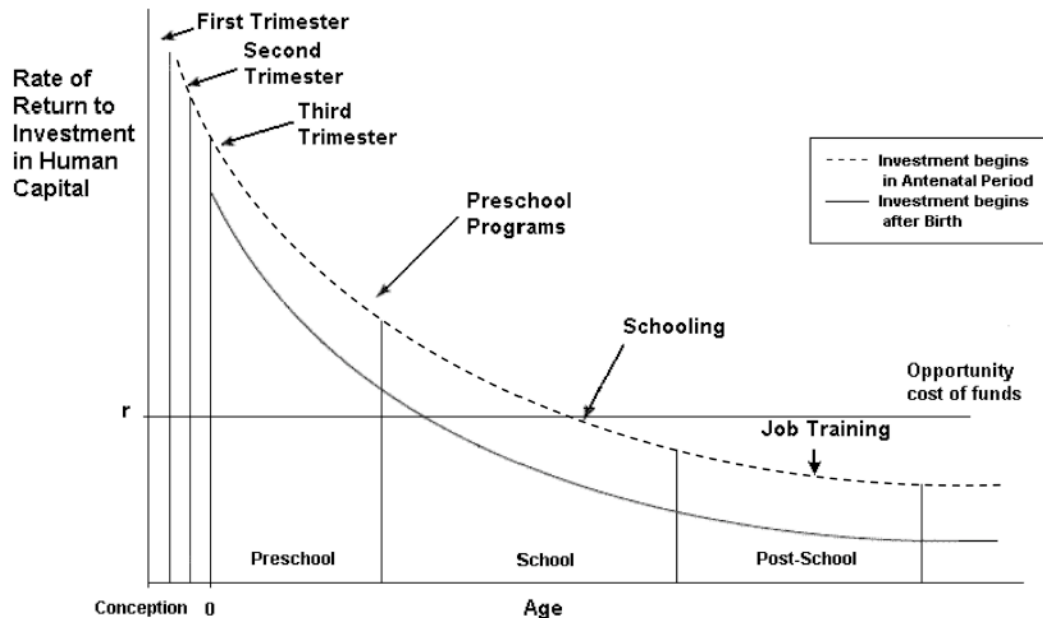 First Trimester
Second
Trimester
Rate of
Return to
Investment
in Human
Capital
Third
Trimester
Investment begins
in Antenatal Period
Investment begins
after Birth
Preschool
Programs
Schooling
Opportunity
cost of funds
r
Job Training
Preschool
School
Post-School
Conception
0
Age